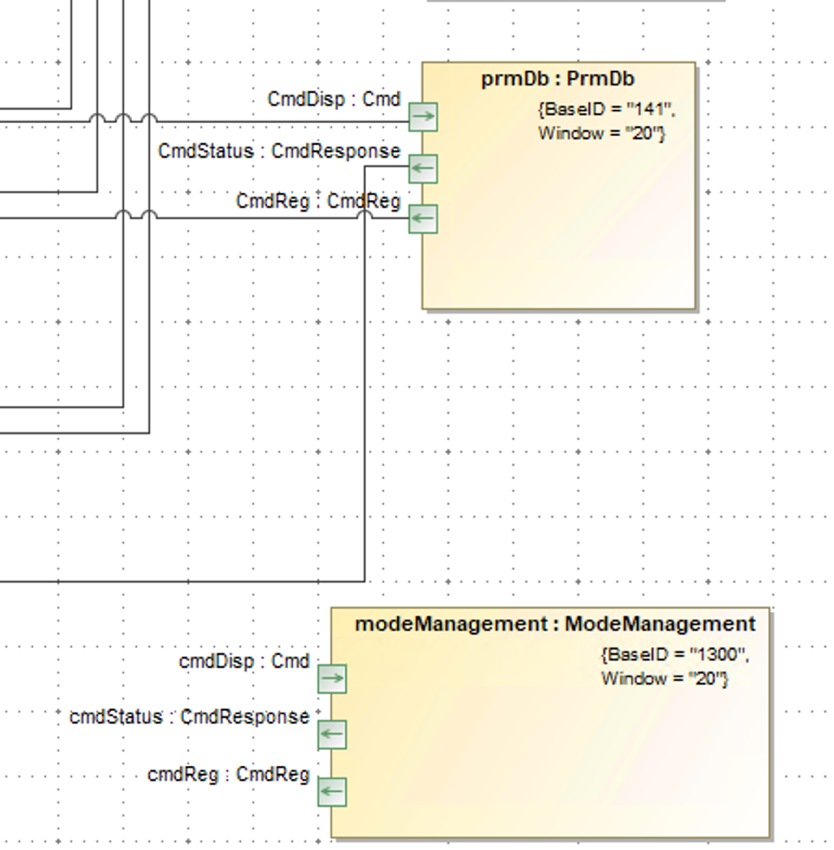 prmDb : PrmDb
{BaseID = "141",
Window = "20"}
CmdDisp : Cmd
CmdStatus : CmdResponse
CmdReg : CmdReg
modeManagement : ModeManagement
{BaseID = "1300",
Window = "20"}
cmdDisp : Cmd
cmdStatus : CmdResponse
cmdReg : CmdReg